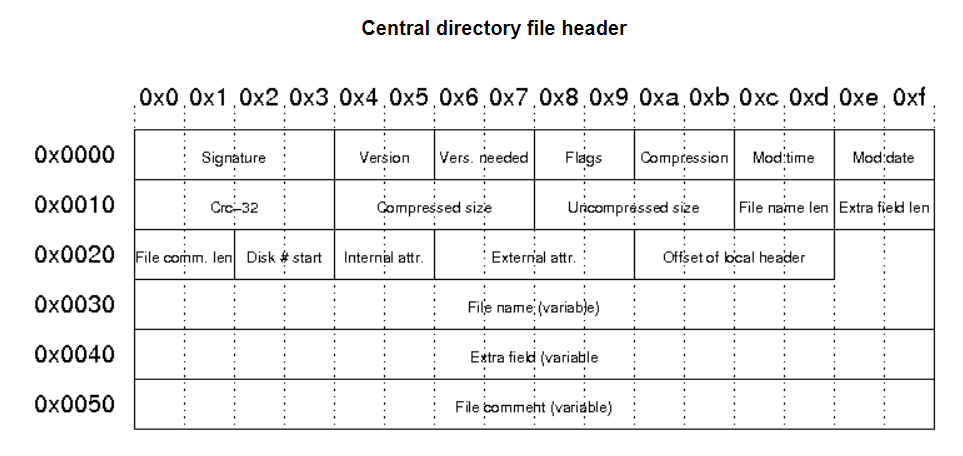 Central directory file header
0x0 0x1 0x2 0x3 0x4 0x5 0x6 0x7 0x8 0x9 0xa 0xb 0xc 0xd 0xe 0xf
0x0000 Signature Version Vers. needed Flags Compression Mod time Mod date
0x0010 Crc-32 Compressed size Uncompressed size File name len Extra field len
0x0020 File comm. len Disk # start Internal attr. External attr. Offset of local header
0x0030 File name (variable)
0x0040 Extra field (variable
0x0050 File comment (variable)